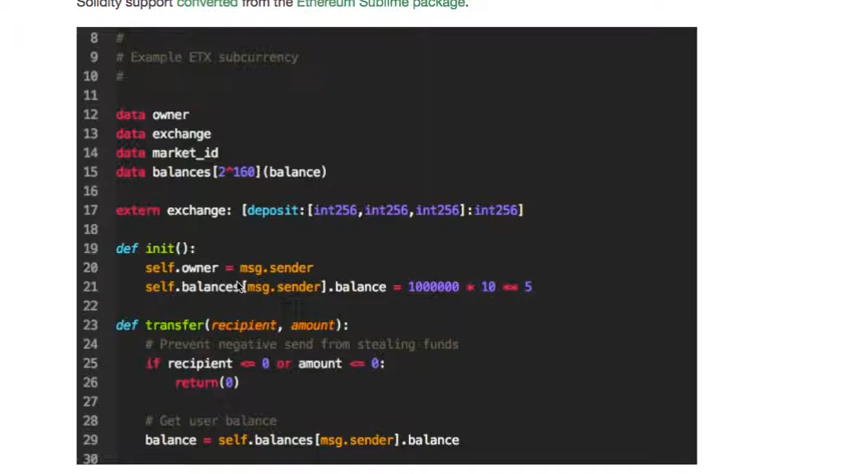 Solidity support converted from the Ethereum Sublime package.
8 #
9 # Example ETX subcurrency
10 #
11
12 data owner
13 data exchange
14 data market_id
15 data balances[2^160](balance)
16
17 extern exchange: [deposit:[int256,int256,int256]:int256]
18
19 def init():
20 self.owner = msg.sender
21 self.balances[msg.sender].balance = 1000000 * 10 ** 5
22
23 def transfer(recipient, amount):
24 # Prevent negative send from stealing funds
25 if recipient <= 0 or amount <= 0:
26 return(0)
27
28 # Get user balance
29 balance = self.balances[msg.sender].balance
30